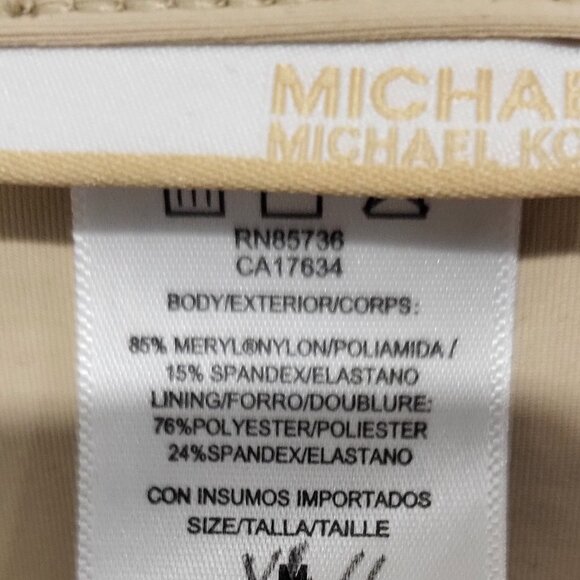 MICHAE
MICHAEL KO
RN85736
CA17634
BODY/EXTERIOR/CORPS:
85% MERYL®NYLON/POLIAMIDA/
15% SPANDEX/ELASTANO
LINING/FORRO/DOUBLURE:
76%POLYESTER/POLIESTER
24%SPANDEX/ELASTANO
CON INSUMOS IMPORTADOS
SIZE/TALLA/TAILLE
M